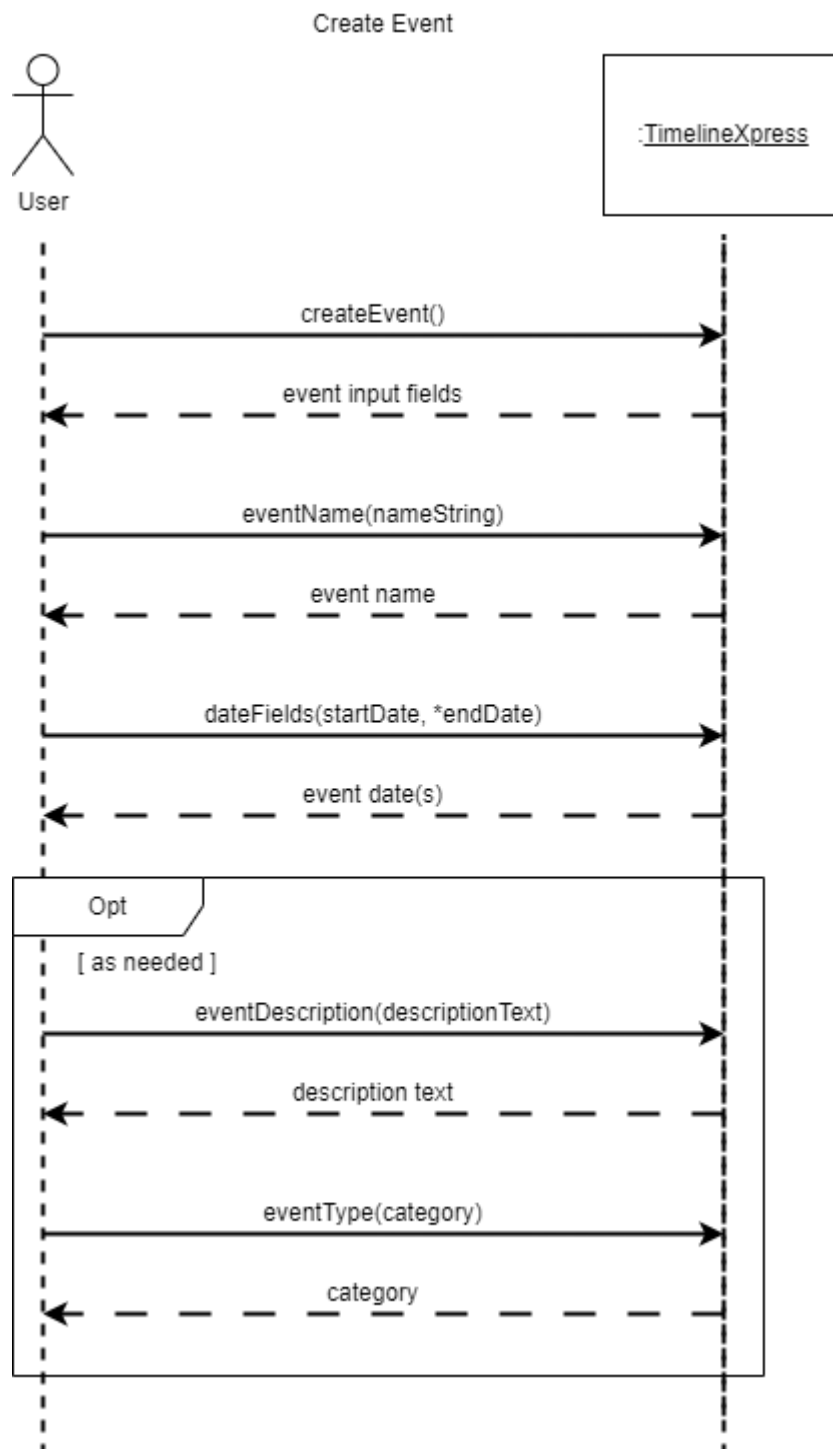 Create Event
User
:TimelineXpress
createEvent()
event input fields
eventName(nameString)
event name
dateFields(startDate, *endDate)
event date(s)
Opt
[ as needed ]
eventDescription(descriptionText)
description text
eventType(category)
category